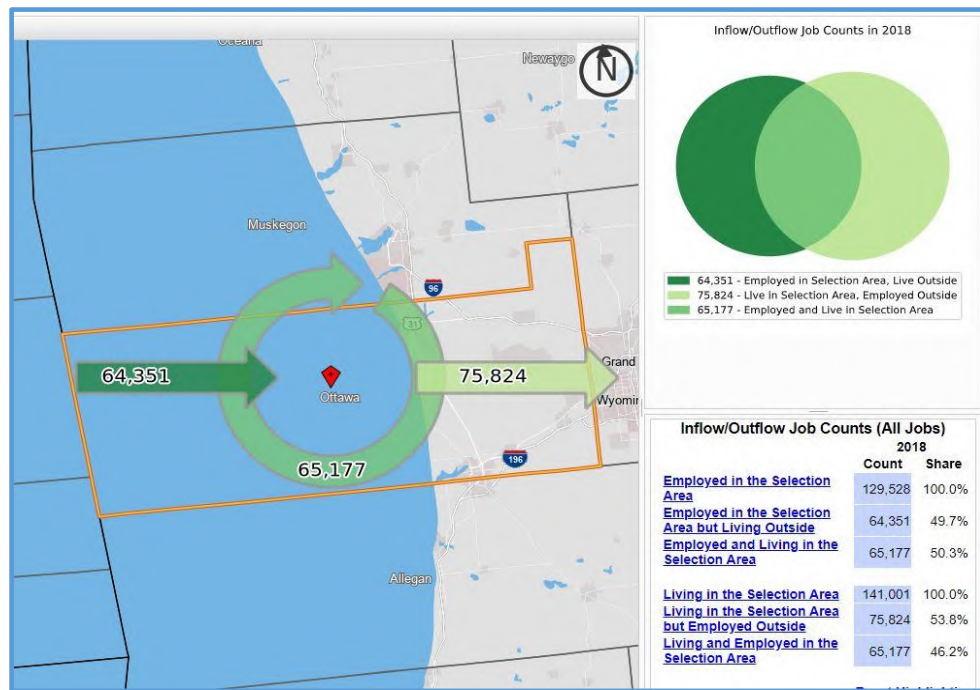 Oceana
Newaygo
N
Muskegon
96
31
64,351
75,824
Ottawa
Grand
65,177
196
Allegan
Inflow/Outflow Job Counts in 2018
64,351 - Employed in Selection Area, Live Outside
75,824 - Live in Selection Area, Employed Outside
65,177 - Employed and Live in Selection Area
Inflow/Outflow Job Counts (All Jobs)
2018
Count Share
Employed in the Selection
Area 129,528 100.0%
Employed in the Selection
Area but Living Outside 64,351 49.7%
Employed and Living in the
Selection Area 65,177 50.3%
Living in the Selection Area 141,001 100.0%
Living in the Selection Area
but Employed Outside 75,824 53.8%
Living and Employed in the
Selection Area 65,177 46.2%